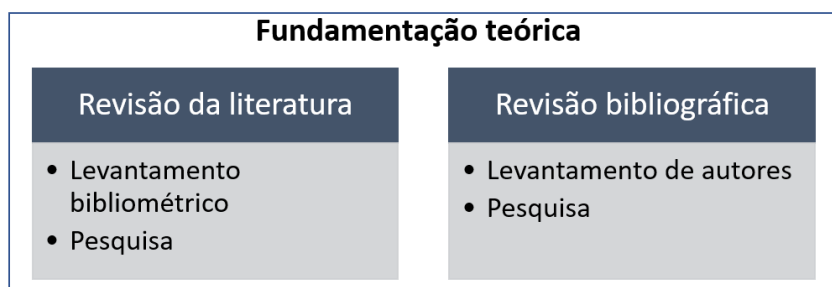 Fundamentação teórica
Revisão da literatura
• Levantamento
bibliométrico
• Pesquisa
Revisão bibliográfica
• Levantamento de autores
• Pesquisa